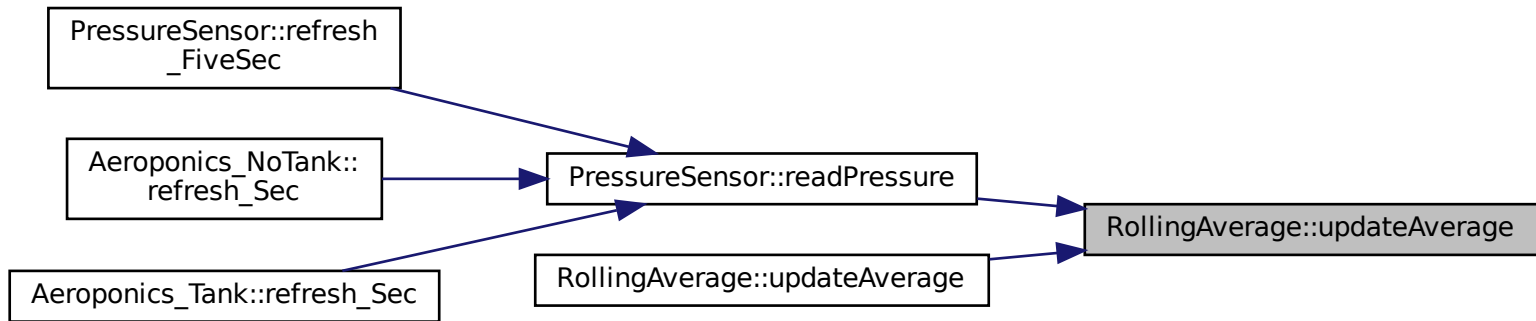 PressureSensor::refresh
_FiveSec
Aeroponics_NoTank::
refresh_Sec
Aeroponics_Tank::refresh_Sec
PressureSensor::readPressure
RollingAverage::updateAverage
RollingAverage::updateAverage